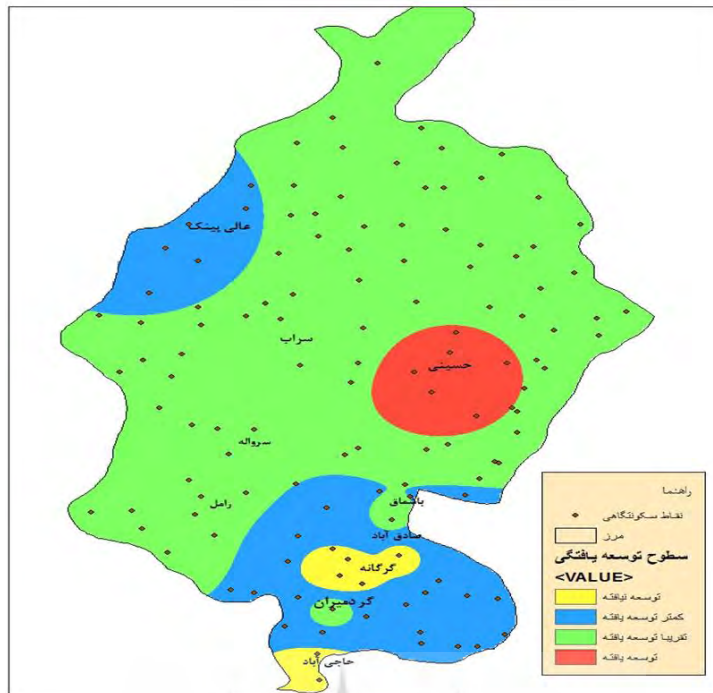 عالی پینک
سراب
حسینی
سرواله
رامل
باشماق
صادق آباد
گرگانه
گردمیران
حاجی آباد
راهنما
نقاط سکونتگاهی
مرز
سطوح توسعه یافتگی
<VALUE>
توسعه نیافته
کمتر توسعه یافته
تقریبا توسعه یافته
توسعه یافته